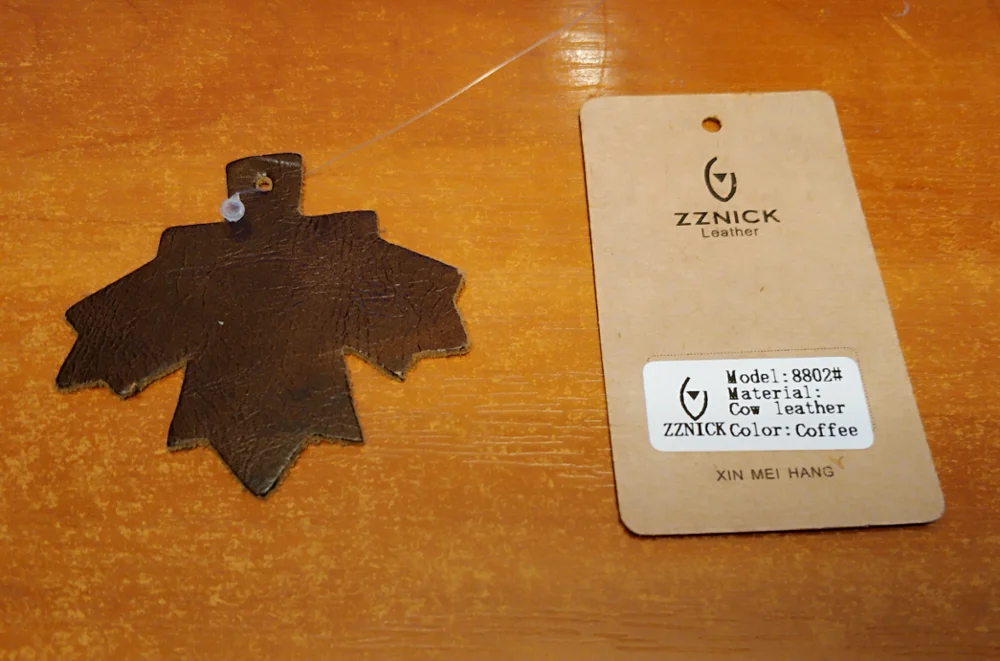 ZZNICK
Leather
Model:8802#
Material:
Cow leather
ZZNICK Color:Coffee
XIN MEI HANG